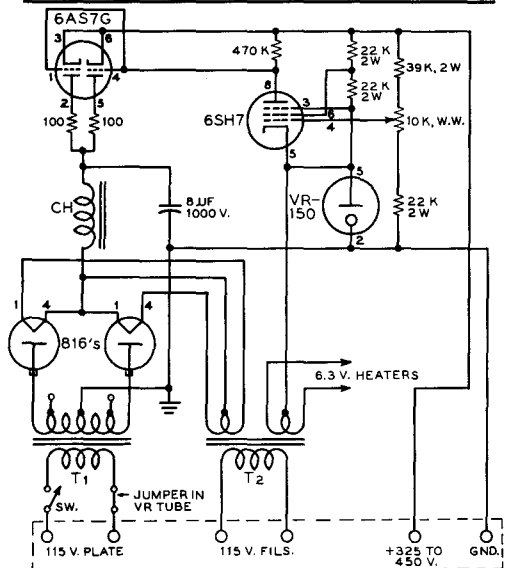 6AS7G
3 6
1 4
2 5
100 100
470 K
22 K
2W
22 K
2W
39K, 2W
8
6SH7
3
6
4
10K, W.W.
5
5
CH
8 µF
1000 V.
VR-
150
22 K
2 W
2
1 4 1 4
816's
6.3 V. HEATERS
T1 T2
SW.
JUMPER IN
VR TUBE
115 V. PLATE 115 V. FILS. +325 TO
450 V. GND.